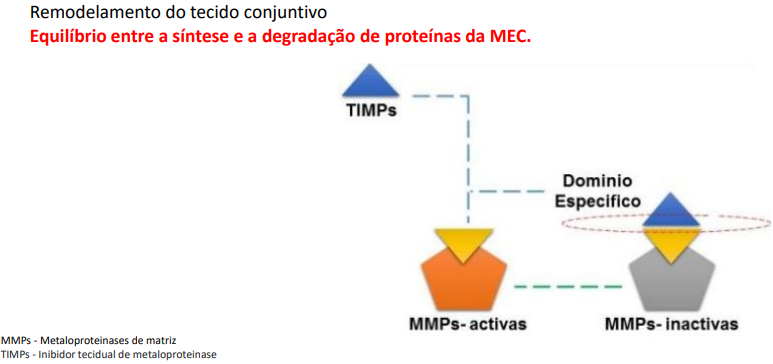 Remodelamento do tecido conjuntivo
Equilíbrio entre a síntese e a degradação de proteínas da MEC.
TIMPs
Dominio
Especifico
MMPs- activas
MMPs- inactivas
MMPs - Metaloproteinases de matriz
TIMPs - Inibidor tecidual de metaloproteinase